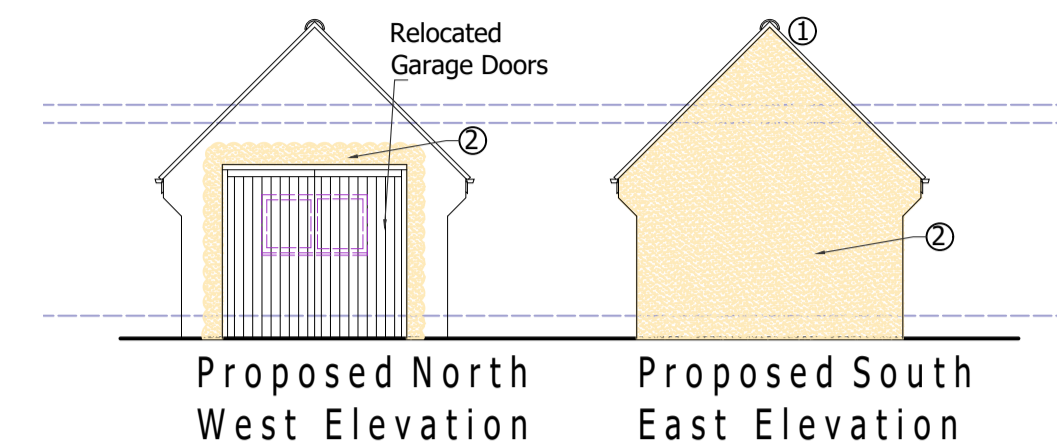 Relocated
Garage Doors
①
②
②
Proposed North
West Elevation
Proposed South
East Elevation